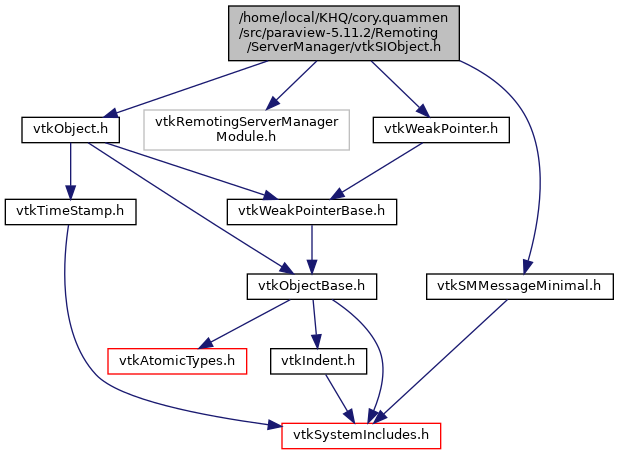 /home/local/KHQ/cory.quammen
/src/paraview-5.11.2/Remoting
/ServerManager/vtkSIObject.h
vtkObject.h
vtkRemotingServerManager
Module.h
vtkWeakPointer.h
vtkTimeStamp.h
vtkWeakPointerBase.h
vtkObjectBase.h
vtkSMMessageMinimal.h
vtkAtomicTypes.h
vtkIndent.h
vtkSystemIncludes.h